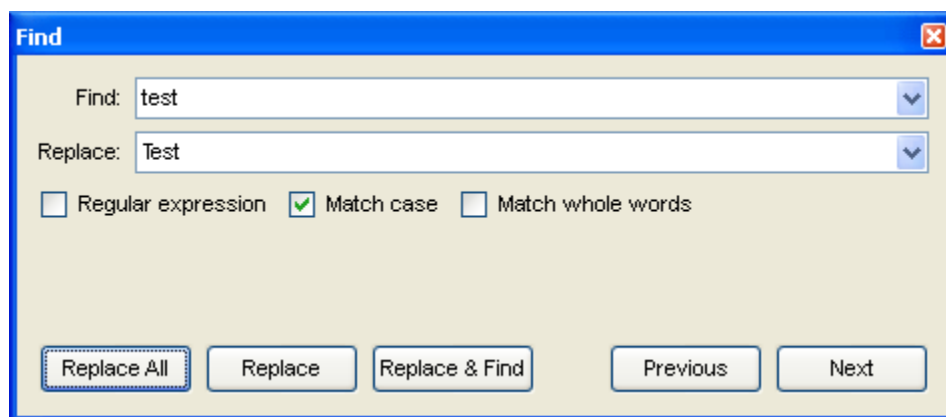 Find
Find: test
Replace: Test
Regular expression Match case Match whole words
Replace All Replace Replace & Find Previous Next